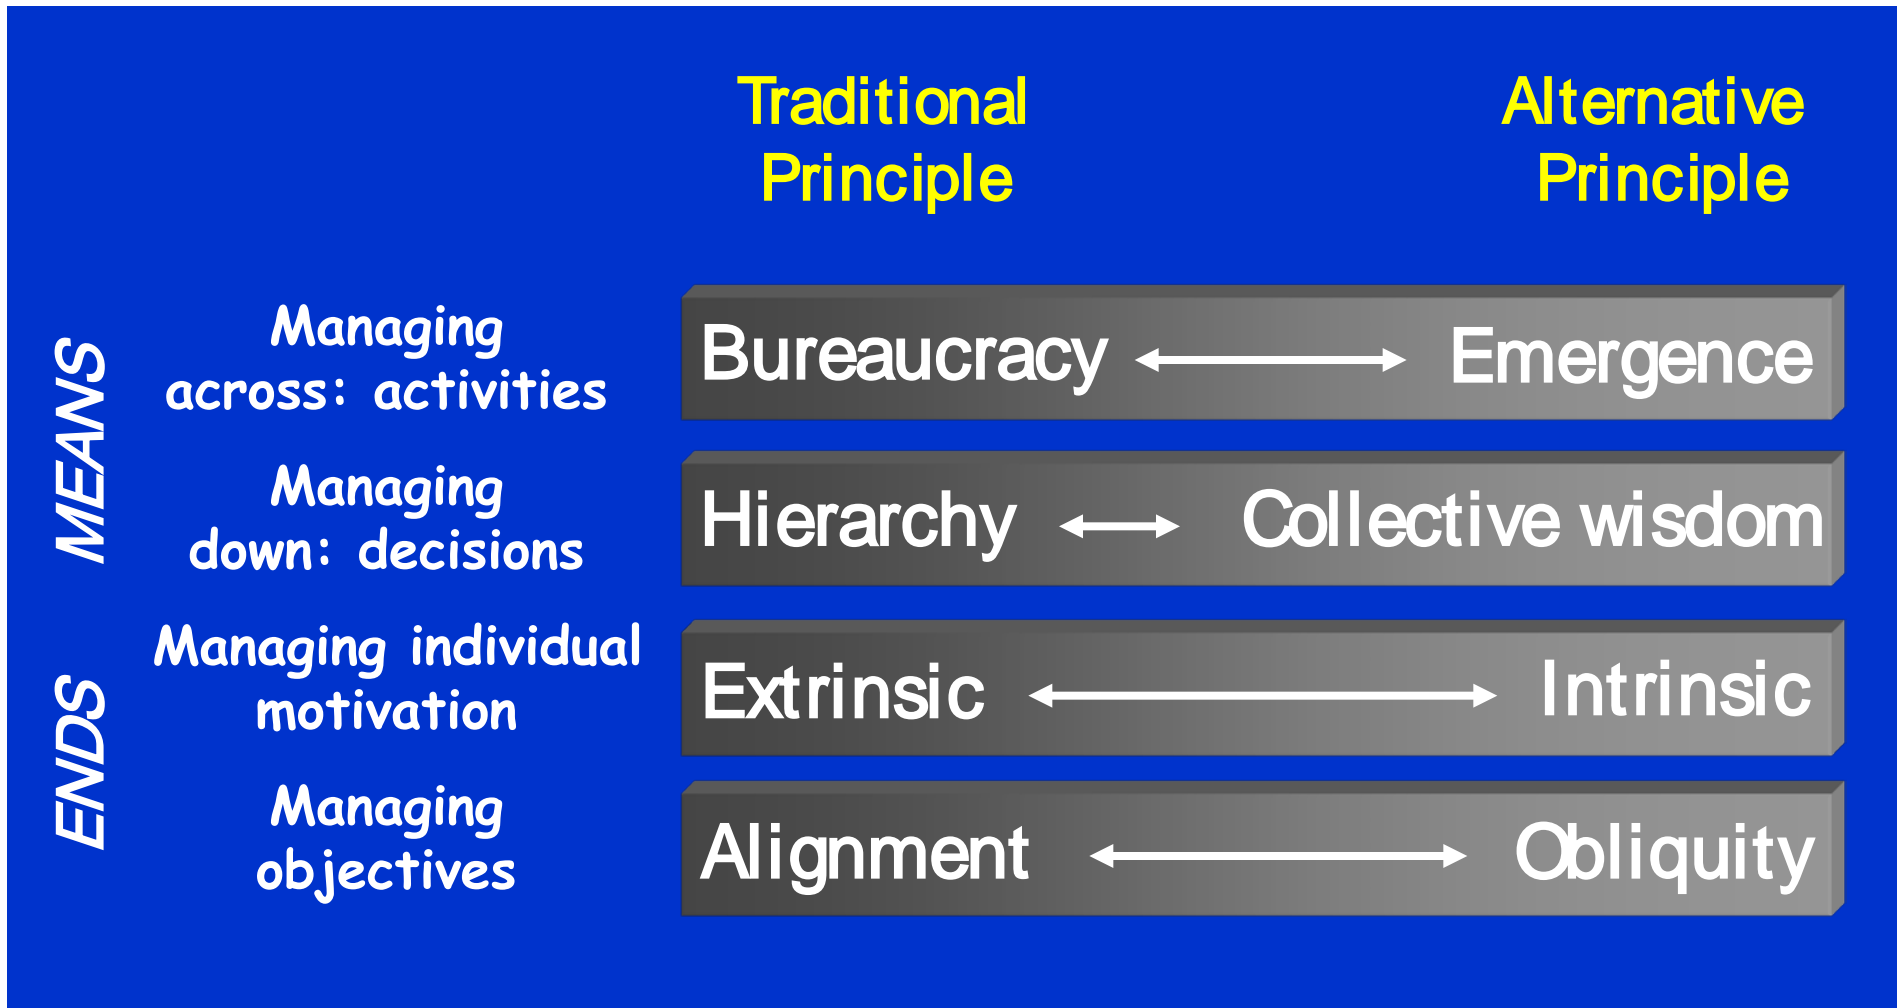 Traditional Alternative
Principle Principle
MEANS
Managing
across: activities
Bureaucracy Emergence
Managing
down: decisions
Hierarchy Collective wisdom
ENDS
Managing individual
motivation
Extrinsic Intrinsic
Managing
objectives
Alignment Obliquity